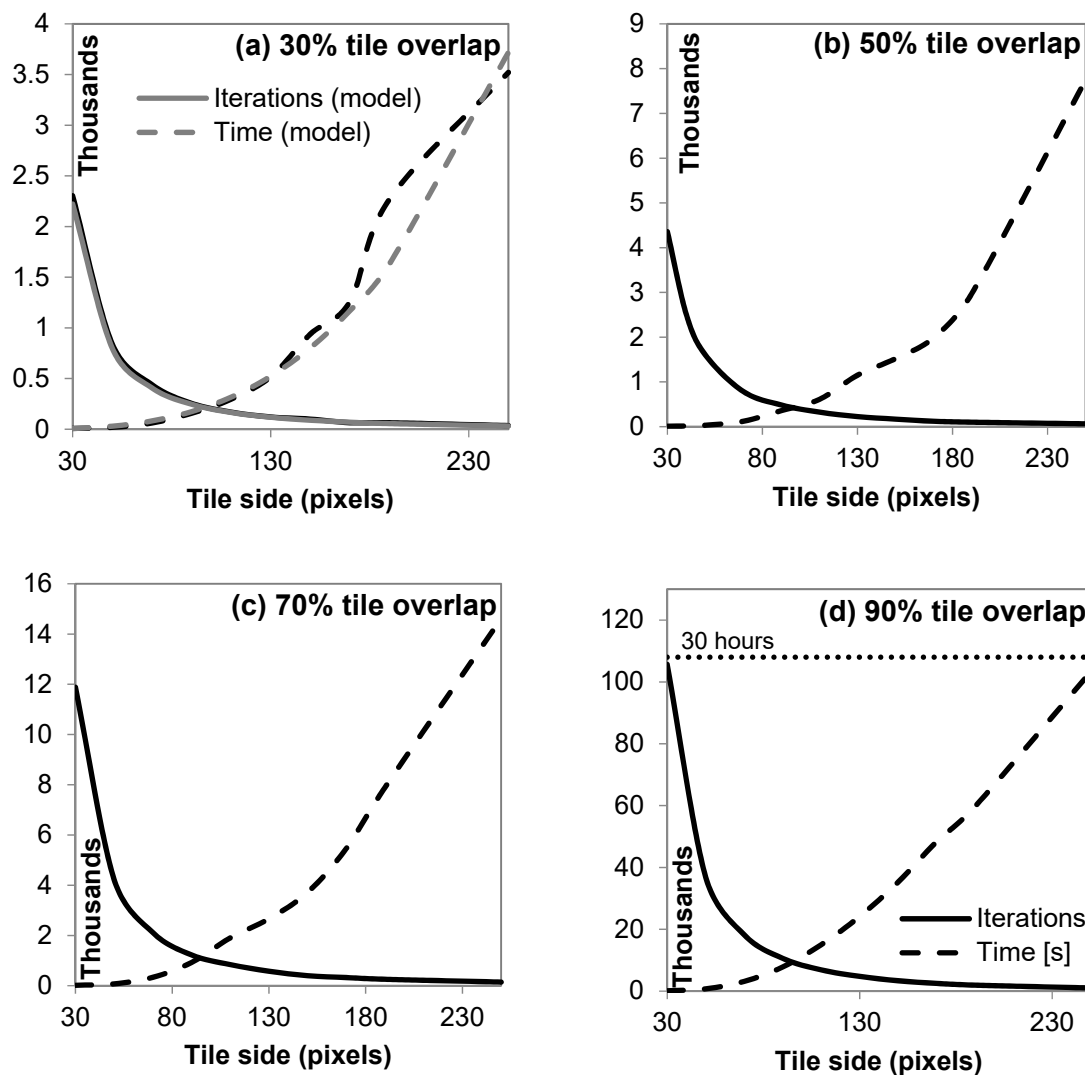 (a) 30% tile overlap
Thousands
4
3.5
3
2.5
2
1.5
1
0.5
0
Iterations (model)
Time (model)
30 130 230
Tile side (pixels)
(b) 50% tile overlap
Thousands
9
8
7
6
5
4
3
2
1
0
30 80 130 180 230
Tile side (pixels)
(c) 70% tile overlap
16
14
12
10
8
6
4
2
0
Thousands
30 80 130 180 230
Tile side (pixels)
(d) 90% tile overlap
120
100
80
60
40
20
0
30 hours
Thousands
Iterations
Time [s]
30 130 230
Tile side (pixels)